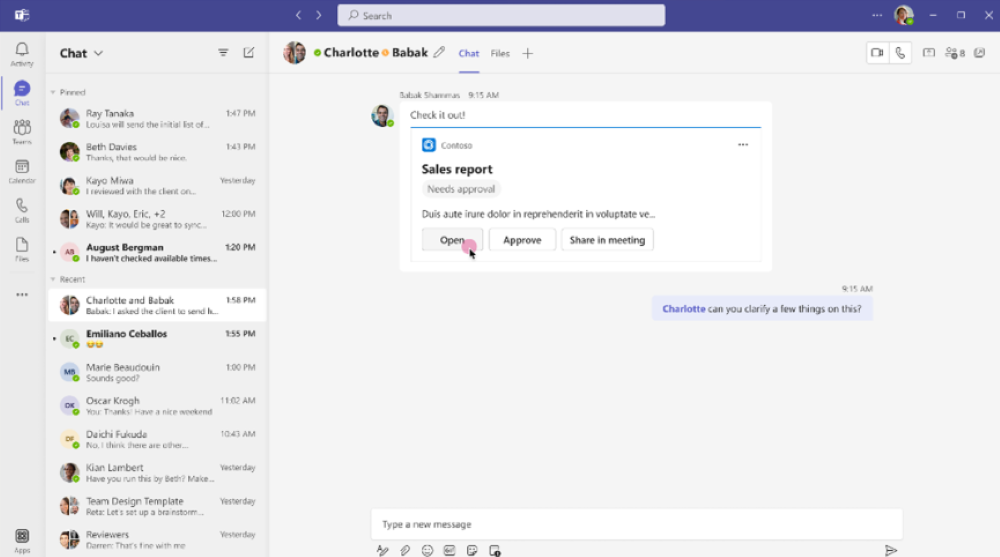 Search
Activity
Chat
Teams
Calendar
Calls
Files
Apps
Chat
Pinned
Ray Tanaka 1:47 PM
Louisa will send the initial list of...
Beth Davies 1:43 PM
Thanks, that would be nice.
Kayo Miwa Yesterday
I reviewed with the client on...
Will, Kayo, Eric, +2 12:00 PM
Kayo: It would be great to sync...
AB August Bergman 1:20 PM
I haven't checked available times...
Recent
Charlotte and Babak 1:58 PM
Babak: I asked the client to send h...
EC Emiliano Ceballos 1:55 PM
MB Marie Beaudouin 1:00 PM
Sounds good?
OK Oscar Krogh 11:02 AM
You: Thanks! Have a nice weekend
DF Daichi Fukuda 10:43 AM
No, I think there are other...
Kian Lambert Yesterday
Have you run this by Beth? Make...
Team Design Template Yesterday
Reta: Let's set up a brainstorm...
Reviewers Yesterday
Darren: That's fine with me
Charlotte Babak Chat Files 8
Babak Shammas 9:15 AM
Check it out!
Contoso
Sales report
Needs approval
Duis aute irure dolor in reprehenderit in voluptate ve...
Open Approve Share in meeting
9:15 AM
Charlotte can you clarify a few things on this?
Type a new message